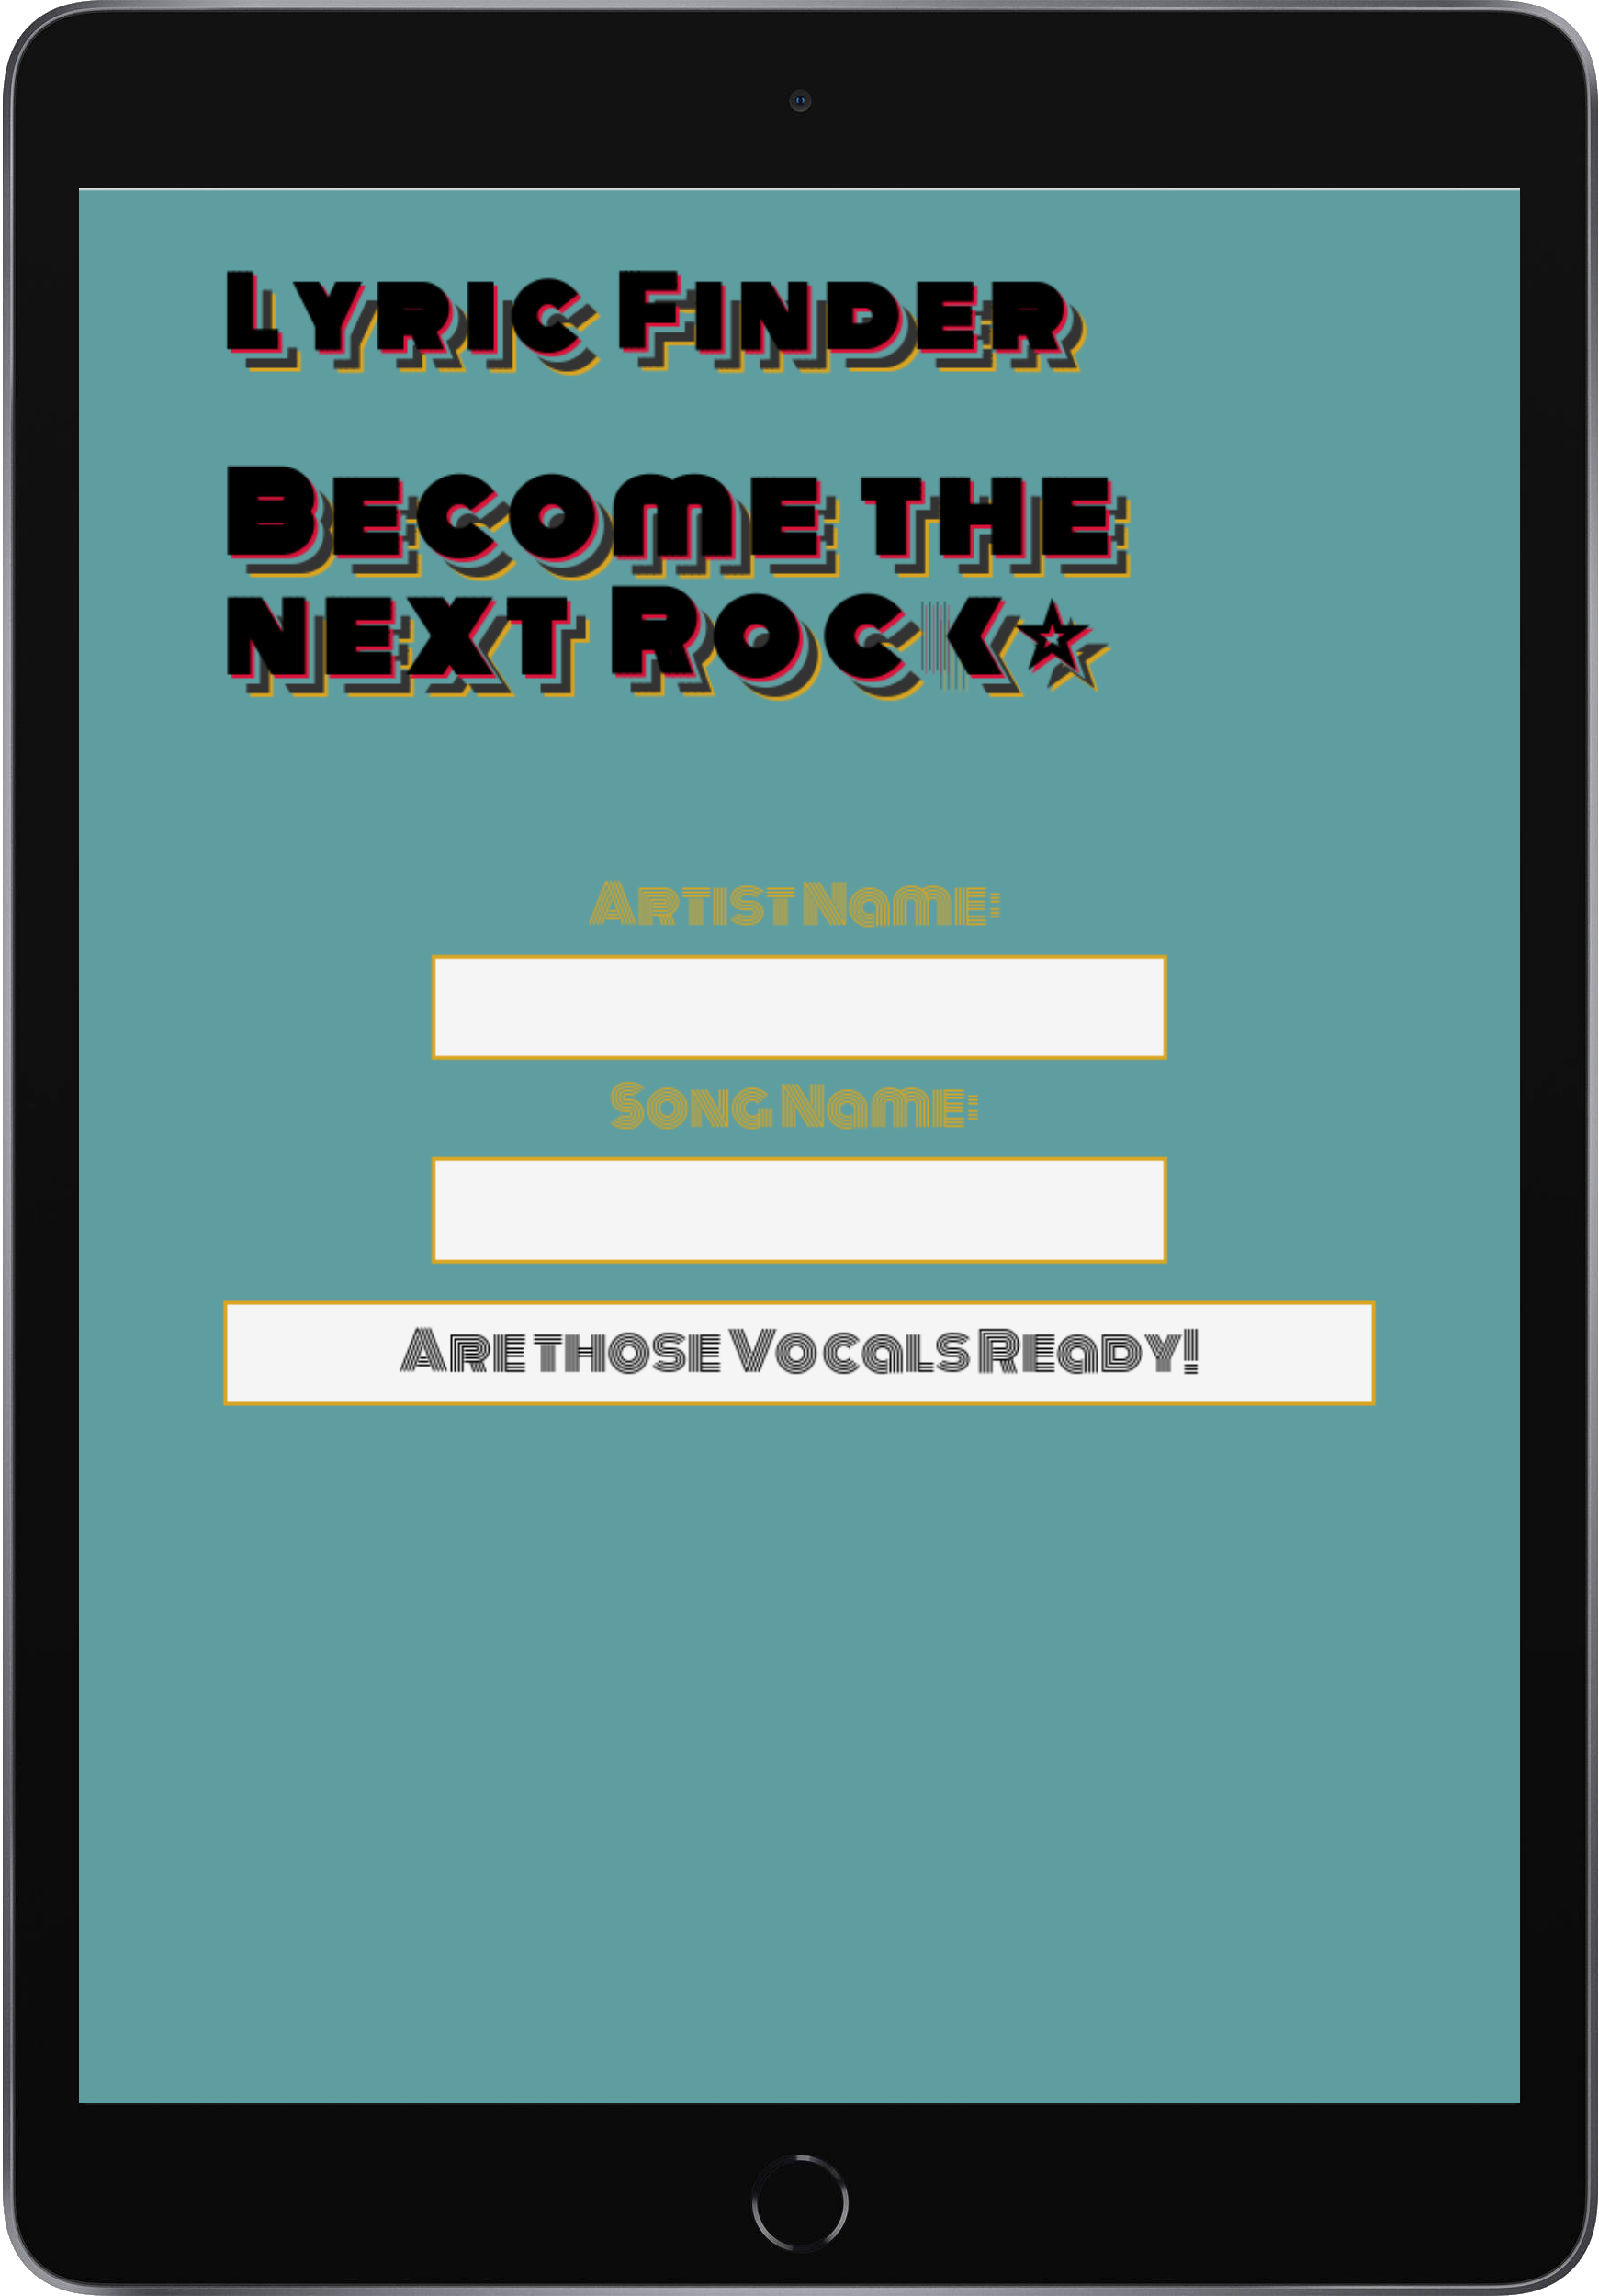 Lyric Finder
Become the
next Rock☆
Artist Name:
Song Name:
Are those Vocals Ready!